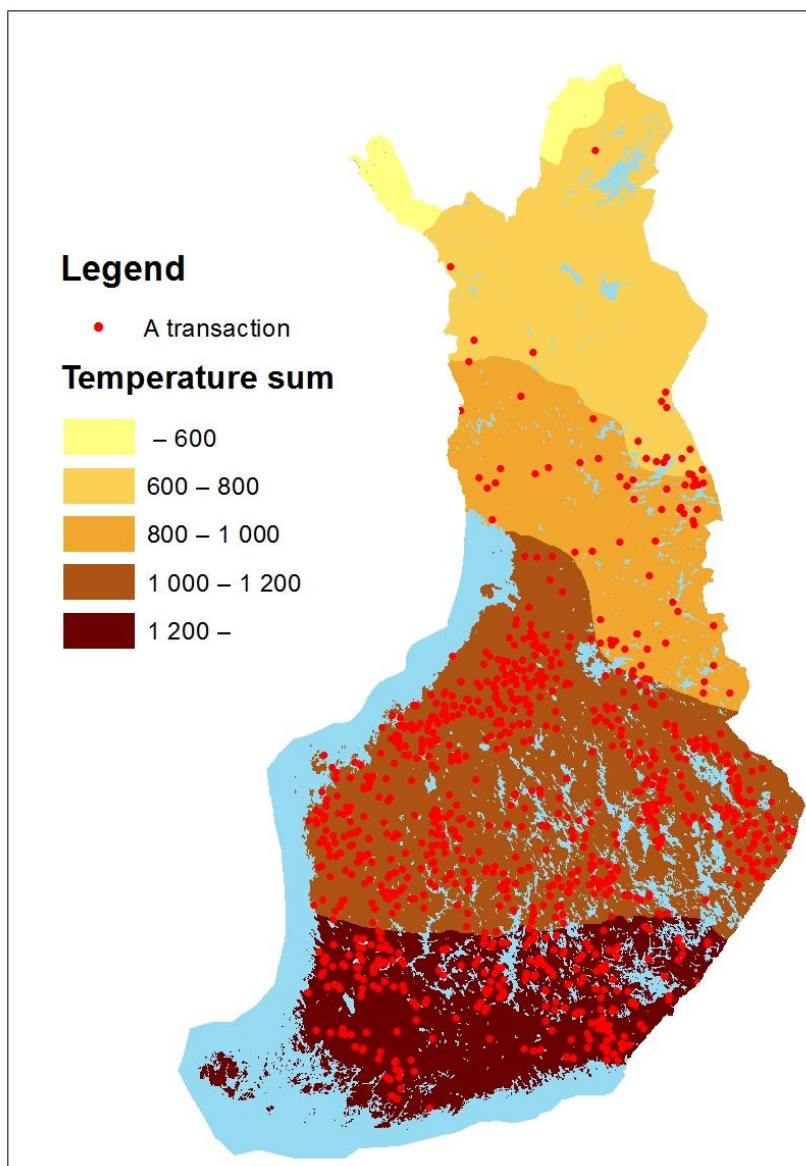 Legend
A transaction
Temperature sum
– 600
600 – 800
800 – 1 000
1 000 – 1 200
1 200 –